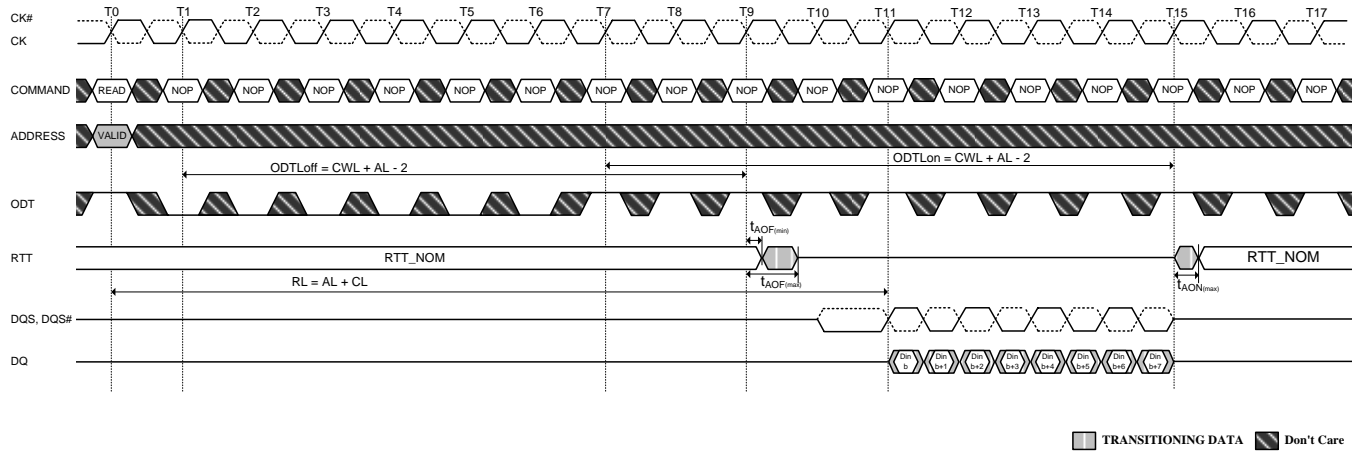 T0 T1 T2 T3 T4 T5 T6 T7 T8 T9 T10 T11 T12 T13 T14 T15 T16 T17
CK#
CK
COMMAND READ NOP NOP NOP NOP NOP NOP NOP NOP NOP NOP NOP NOP NOP NOP NOP NOP NOP
ADDRESS VALID
ODTLoff = CWL + AL - 2 ODTLon = CWL + AL - 2
ODT
tAOF(min)
RTT RTT_NOM RTT_NOM
RL = AL + CL tAOF(max) tAON(max)
DQS, DQS#
DQ Din b Din b+1 Din b+2 Din b+3 Din b+4 Din b+5 Din b+6 Din b+7
TRANSITIONING DATA Don't Care